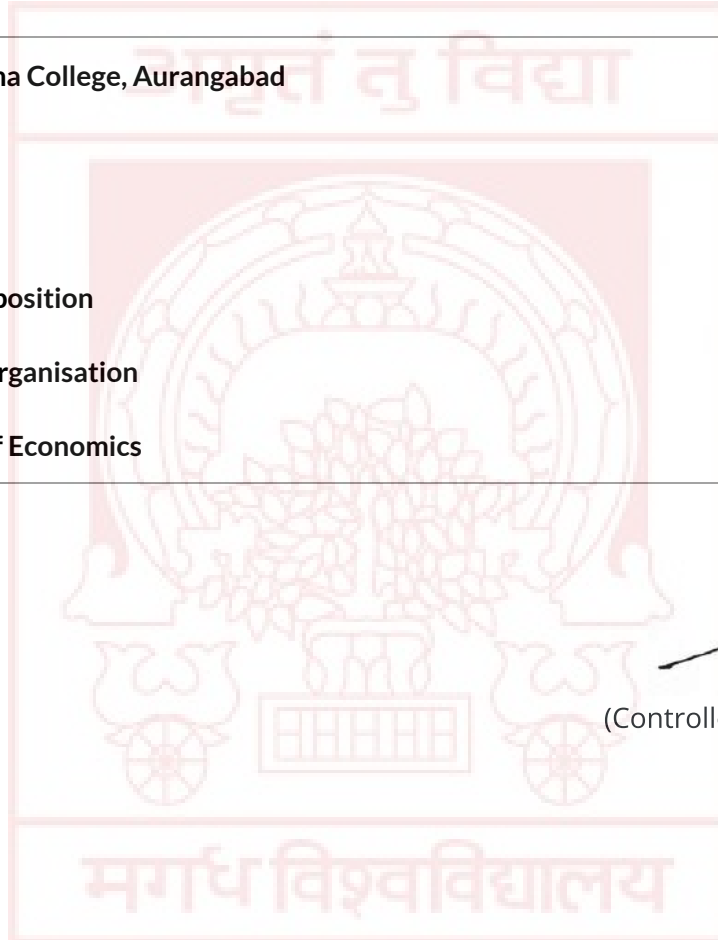 na College, Aurangabad
अमृतं तु विद्या
position
rganisation
f Economics
(Controll
मगध विश्वविद्यालय